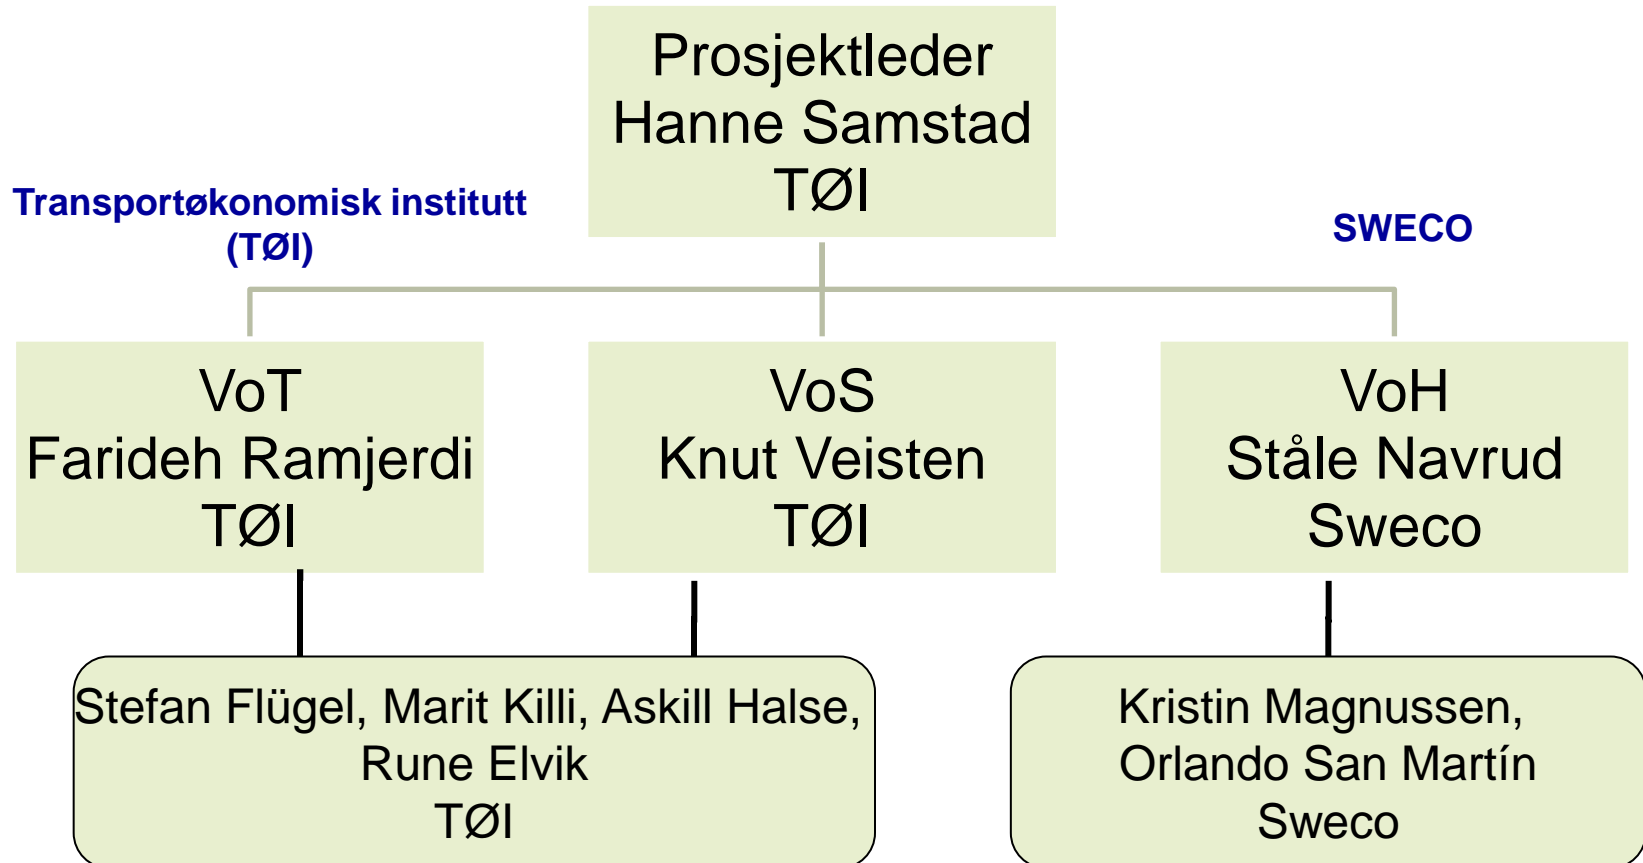 Prosjektleder
Hanne Samstad
TØI
Transportøkonomisk institutt
(TØI)
SWECO
VoT
Farideh Ramjerdi
TØI
VoS
Knut Veisten
TØI
VoH
Ståle Navrud
Sweco
Stefan Flügel, Marit Killi, Askill Halse,
Rune Elvik
TØI
Kristin Magnussen,
Orlando San Martín
Sweco